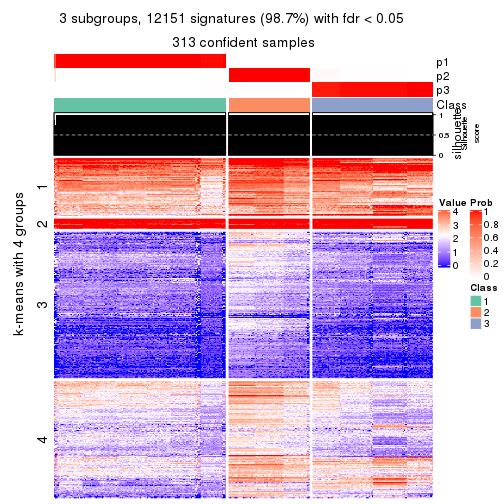 3 subgroups, 12151 signatures (98.7%) with fdr < 0.05
313 confident samples
p1
p2
p3
Class
silhouette
Silhouette
score
1
0.5
0
k-means with 4 groups
1
2
3
4
Value
4
3
2
1
0
Prob
1
0.8
0.6
0.4
0.2
0
Class
1
2
3